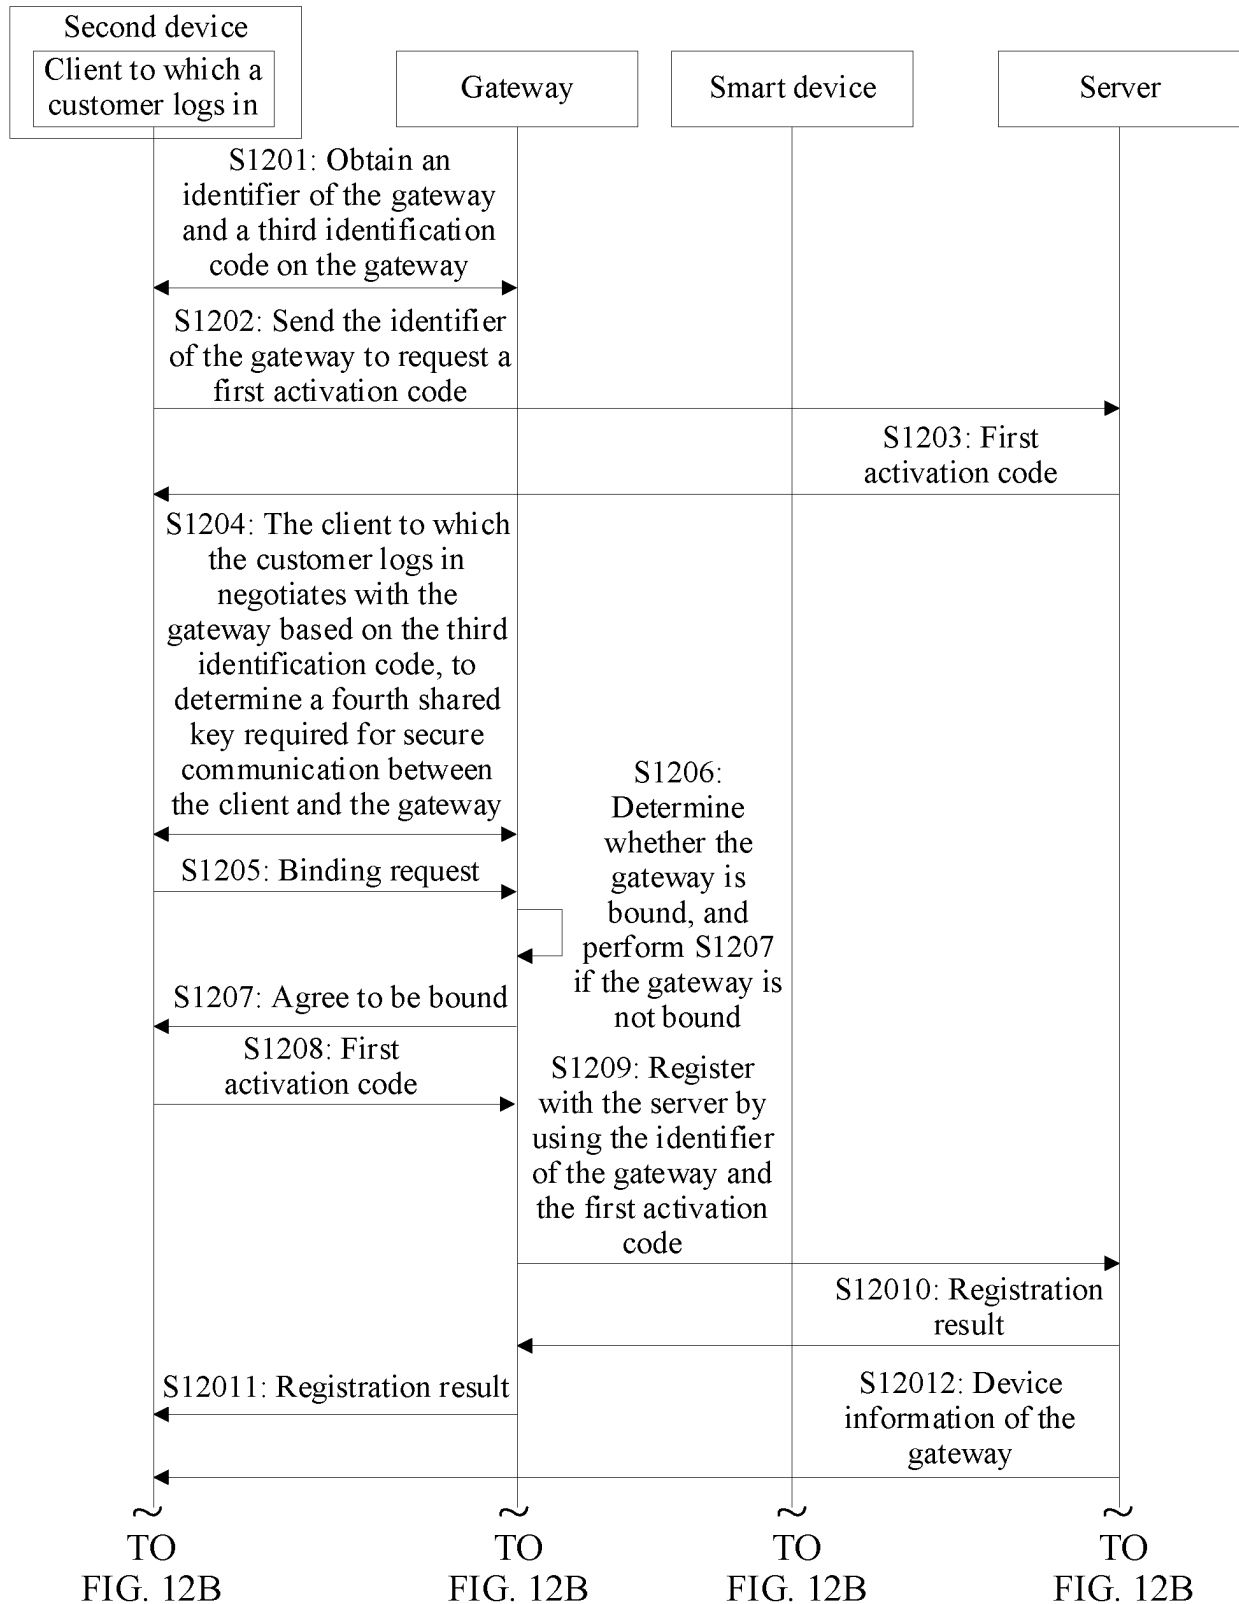 Second device
Client to which a
customer logs in
Gateway
Smart device
Server
S1201: Obtain an
identifier of the gateway
and a third identification
code on the gateway
S1202: Send the identifier
of the gateway to request a
first activation code
S1203: First
activation code
S1204: The client to which
the customer logs in
negotiates with the
gateway based on the third
identification code, to
determine a fourth shared
key required for secure
communication between
the client and the gateway
S1205: Binding request
S1206:
Determine
whether the
gateway is
bound, and
perform S1207
if the gateway is
not bound
S1207: Agree to be bound
S1208: First
activation code
S1209: Register
with the server by
using the identifier
of the gateway and
the first activation
code
S12010: Registration
result
S12011: Registration result
S12012: Device
information of the
gateway
TO
FIG. 12B
TO
FIG. 12B
TO
FIG. 12B
TO
FIG. 12B